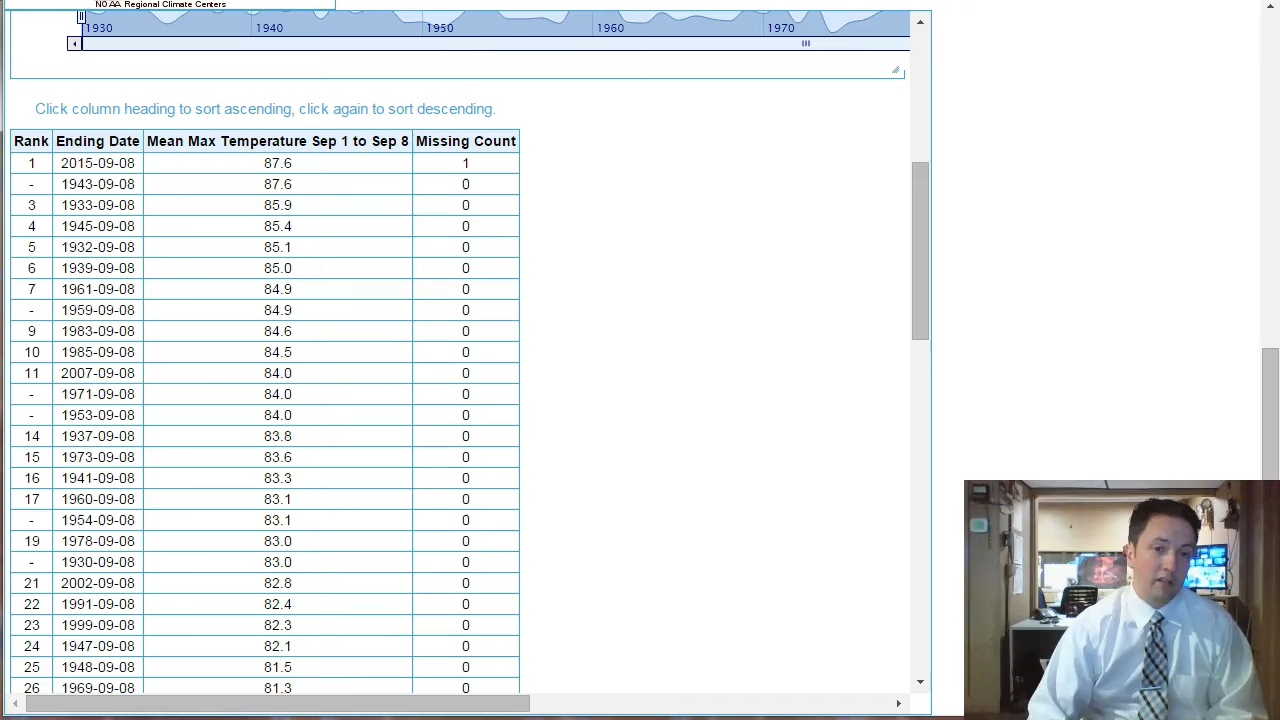 NOAA Regional Climate Centers
1930 1940 1950 1960 1970
Click column heading to sort ascending, click again to sort descending.
Rank Ending Date Mean Max Temperature Sep 1 to Sep 8 Missing Count
1 2015-09-08 87.6 1
- 1943-09-08 87.6 0
3 1933-09-08 85.9 0
4 1945-09-08 85.4 0
5 1932-09-08 85.1 0
6 1939-09-08 85.0 0
7 1961-09-08 84.9 0
- 1959-09-08 84.9 0
9 1983-09-08 84.6 0
10 1985-09-08 84.5 0
11 2007-09-08 84.0 0
- 1971-09-08 84.0 0
- 1953-09-08 84.0 0
14 1937-09-08 83.8 0
15 1973-09-08 83.6 0
16 1941-09-08 83.3 0
17 1960-09-08 83.1 0
- 1954-09-08 83.1 0
19 1978-09-08 83.0 0
- 1930-09-08 83.0 0
21 2002-09-08 82.8 0
22 1991-09-08 82.4 0
23 1999-09-08 82.3 0
24 1947-09-08 82.1 0
25 1948-09-08 81.5 0
26 1969-09-08 81.3 0